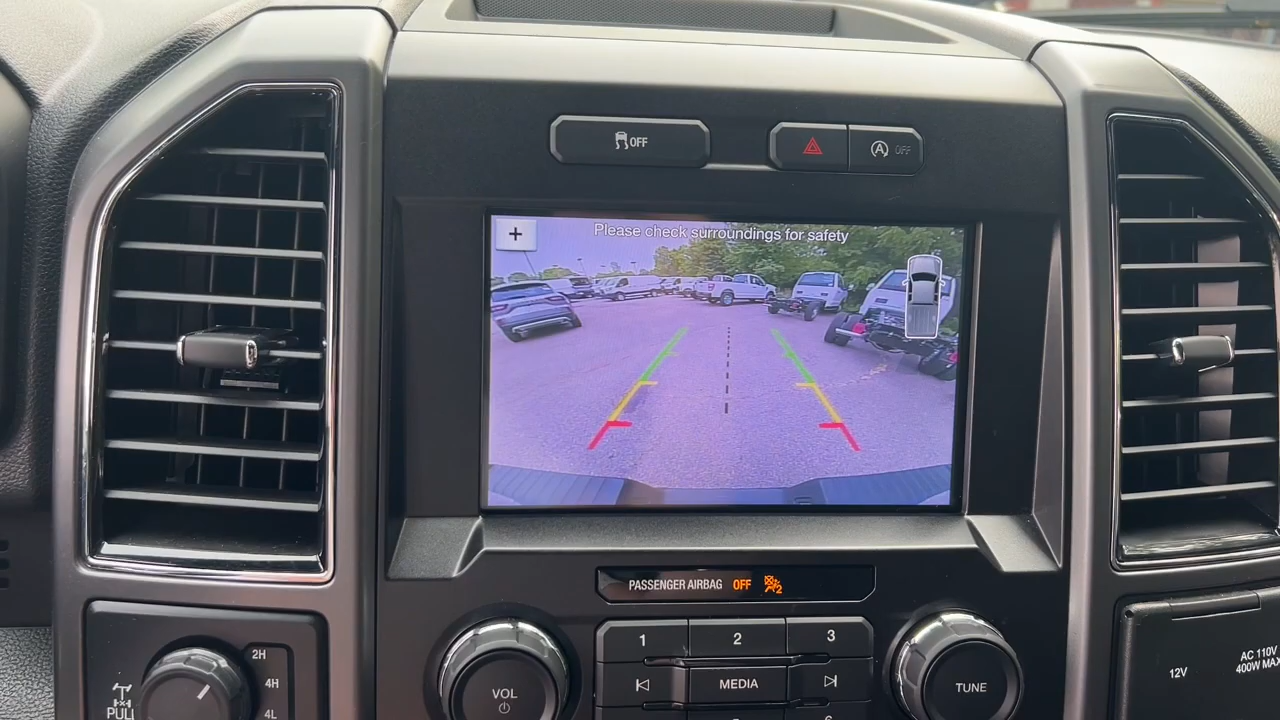 OFF
OFF
+
Please check surroundings for safety
PASSENGER AIRBAG OFF
2
1 2 3
MEDIA
VOL
TUNE
2H
4H
4L
PULL
12V
AC 110V
400W MAX